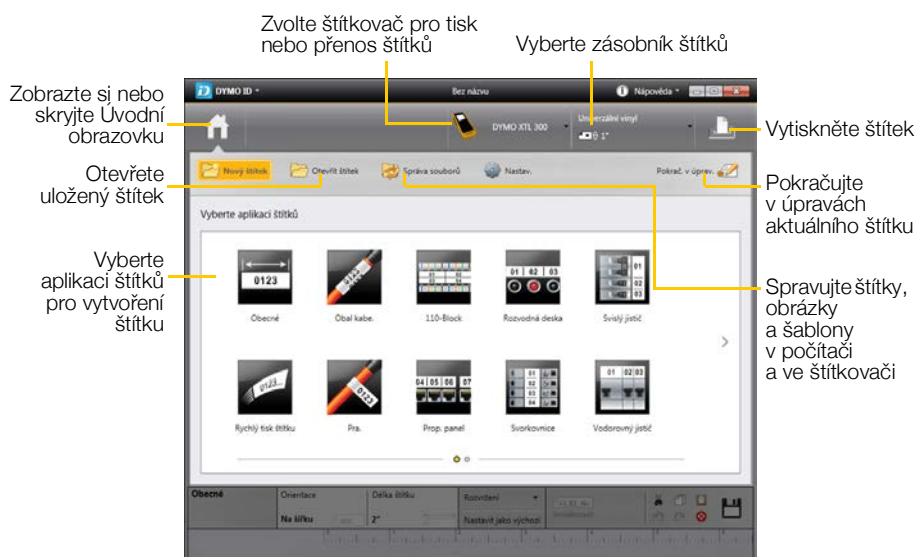 Zvolte štítkovač pro tisk
nebo přenos štítků
Vyberte zásobník štítků
Zobrazte si nebo
skryjte Úvodní
obrazovku
Otevřete
uložený štítek
Vyberte
aplikaci štítků
pro vytvoření
štítku
DYMO ID
Bez názvu
Nápověda
DYMO XTL 300
Univerzální vinyl
1"
Nový štítek
Otevřít štítek
Správa souborů
Nastav.
Pokrač. v úprav.
Vyberte aplikaci štítků
0123
01 02 03
01
02
03
Obecné
Obal kabe.
110-Block
Rozvodná deska
Svislý jistič
0123
0123
04 05 06 07
01
02
03
04
01 02 03
Rychlý tisk štítku
Pra.
Prop. panel
Svorkovnice
Vodorovný jistič
Obecné
Orientace
Na šířku
Délka štítku
2"
Rozvržení
Nastavit jako výchozí
Vytiskněte štítek
Pokračujte
v úpravách
aktuálního štítku
Spravujte štítky,
obrázky
a šablony
v počítači
a ve štítkovači